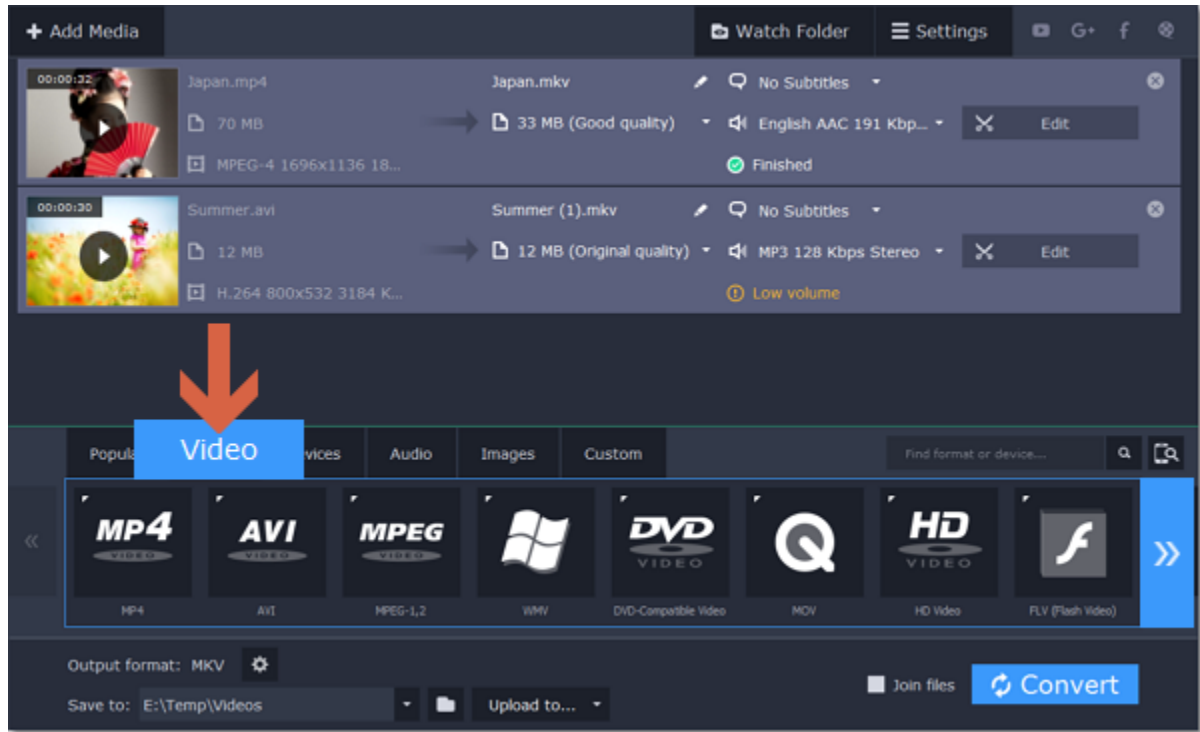 Add Media
Watch Folder
Settings
G+
f
00:00:32
Japan.mp4
Japan.mkv
No Subtitles
70 MB
33 MB (Good quality)
English AAC 191 Kbp...
Edit
MPEG-4 1696x1136 18...
Finished
00:00:30
Summer.avi
Summer (1).mkv
No Subtitles
12 MB
12 MB (Original quality)
MP3 128 Kbps Stereo
Edit
H.264 800x532 3184 K...
Low volume
Popula
Video
vices
Audio
Images
Custom
Find format or device...
MP4
VIDEO
AVI
VIDEO
MPEG
VIDEO
DVD
VIDEO
HD
VIDEO
MP4
AVI
MPEG-1,2
WMV
DVD-Compatible Video
MOV
HD Video
FLV (Flash Video)
Output format: MKV
Join files
Convert
Save to: E:\Temp\Videos
Upload to...